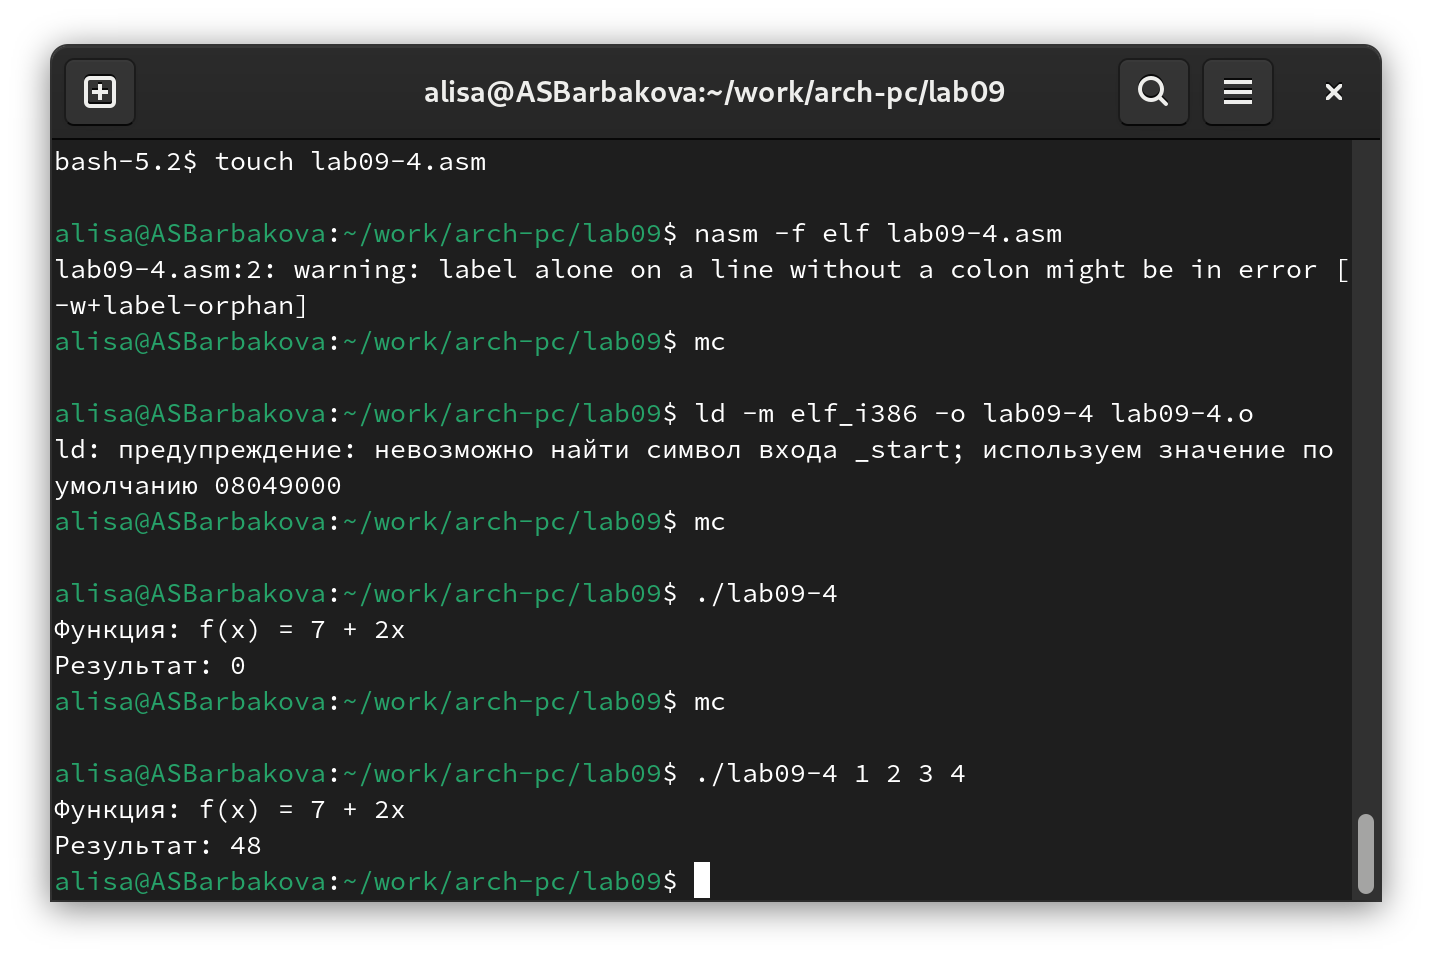 alisa@ASBarbakova:~/work/arch-pc/lab09
bash-5.2$ touch lab09-4.asm
alisa@ASBarbakova:~/work/arch-pc/lab09$ nasm -f elf lab09-4.asm
lab09-4.asm:2: warning: label alone on a line without a colon might be in error [
-w+label-orphan]
alisa@ASBarbakova:~/work/arch-pc/lab09$ mc
alisa@ASBarbakova:~/work/arch-pc/lab09$ ld -m elf_i386 -o lab09-4 lab09-4.o
ld: предупреждение: невозможно найти символ входа _start; используем значение по
умолчанию 08049000
alisa@ASBarbakova:~/work/arch-pc/lab09$ mc
alisa@ASBarbakova:~/work/arch-pc/lab09$ ./lab09-4
Функция: f(x) = 7 + 2x
Результат: 0
alisa@ASBarbakova:~/work/arch-pc/lab09$ mc
alisa@ASBarbakova:~/work/arch-pc/lab09$ ./lab09-4 1 2 3 4
Функция: f(x) = 7 + 2x
Результат: 48
alisa@ASBarbakova:~/work/arch-pc/lab09$